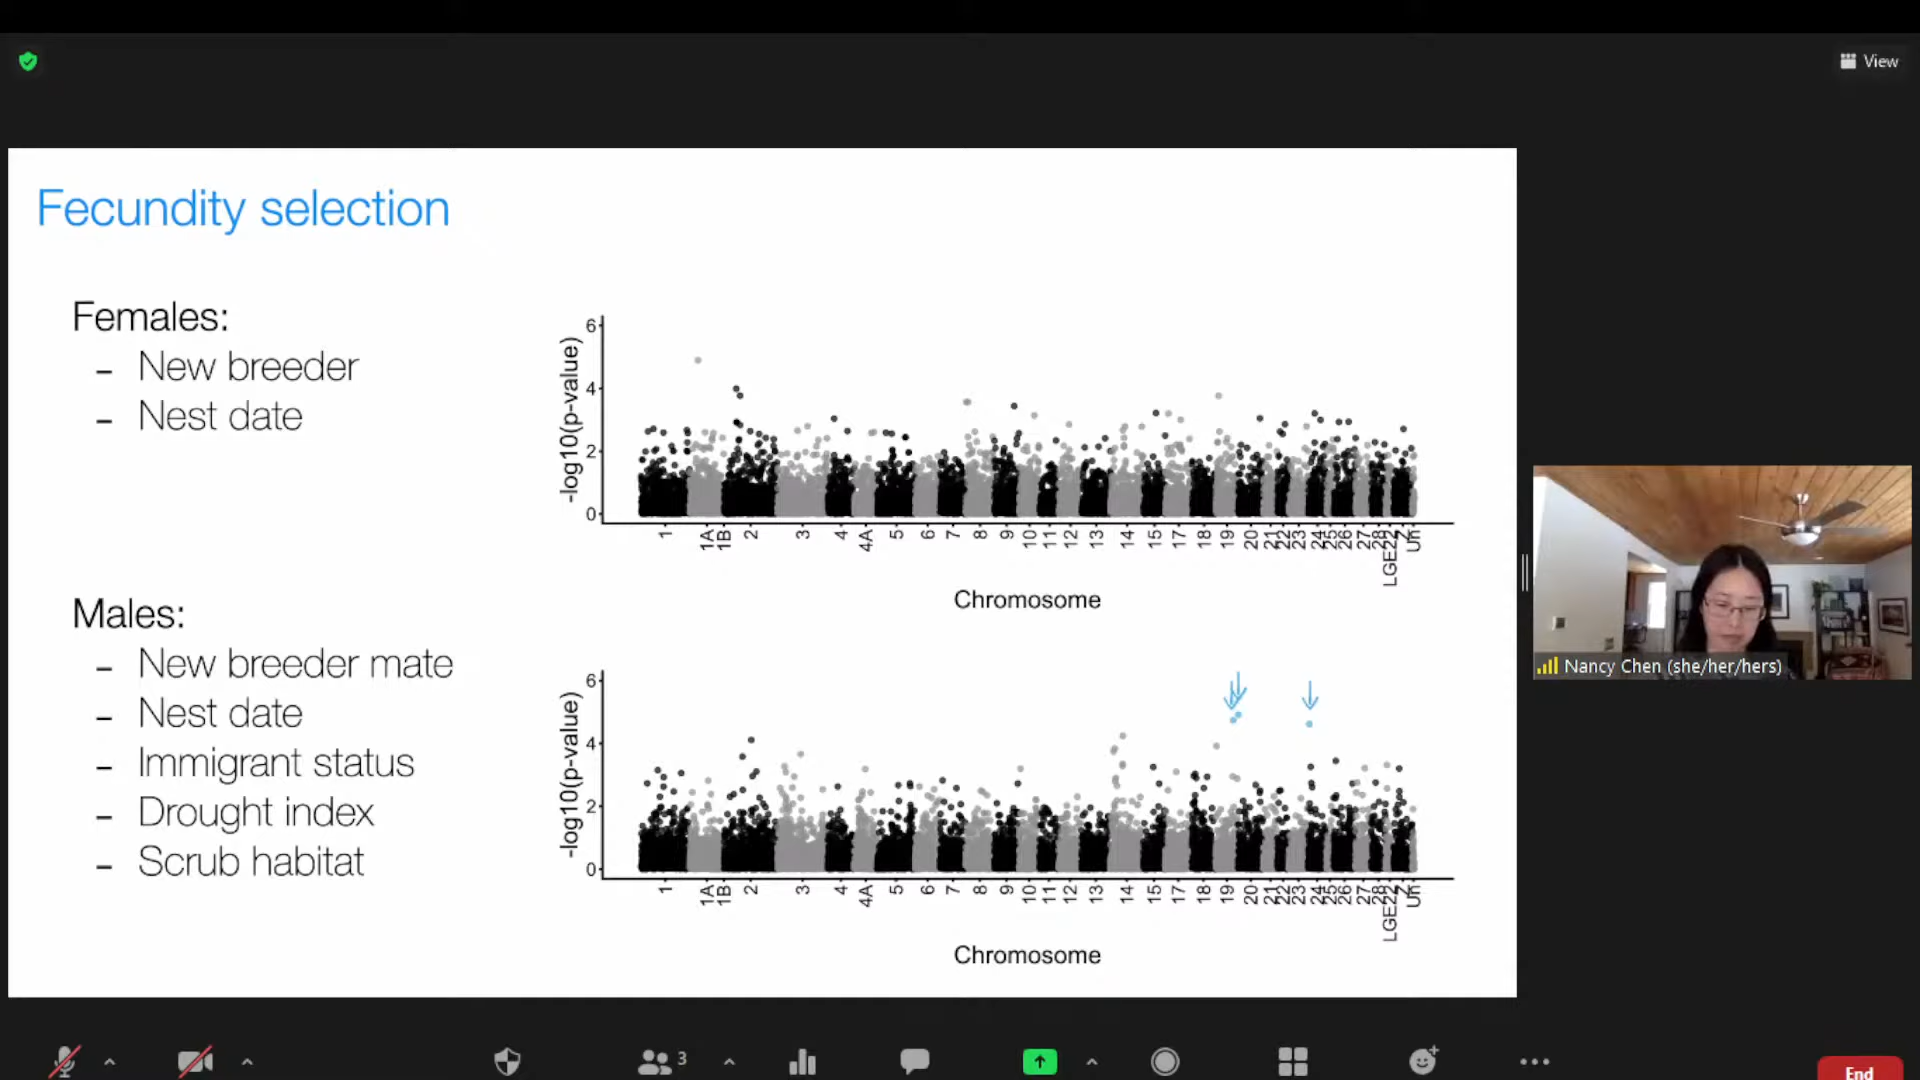 View
Fecundity selection
Females:
- New breeder
- Nest date
6
4
2
0
-log10(p-value)
1 1A 1B 2 3 4 4A 5 6 7 8 9 10 11 12 13 14 15 17 18 19 20 21 22 23 24 25 26 27 28 LGE22 Z Un
Chromosome
Males:
- New breeder mate
- Nest date
- Immigrant status
- Drought index
- Scrub habitat
6
4
2
0
-log10(p-value)
1 1A 1B 2 3 4 4A 5 6 7 8 9 10 11 12 13 14 15 17 18 19 20 21 22 23 24 25 26 27 28 LGE22 Z Un
Chromosome
Nancy Chen (she/her/hers)
3
End